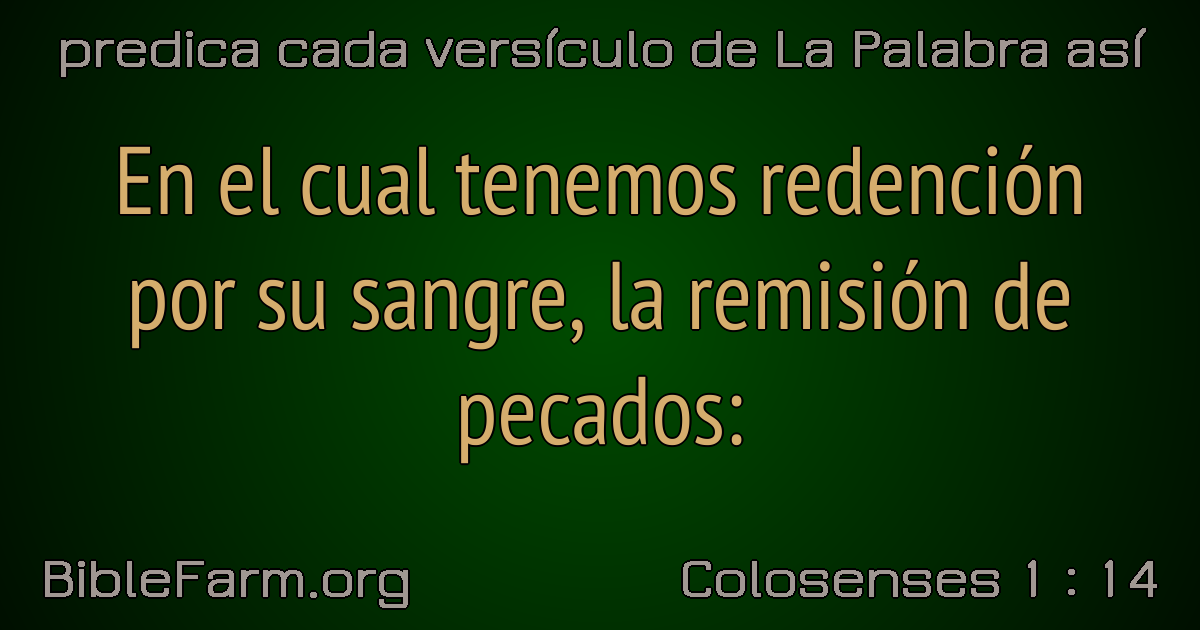 predica cada versículo de La Palabra así
En el cual tenemos redención
por su sangre, la remisión de
pecados:
BibleFarm.org
Colosenses 1 : 14